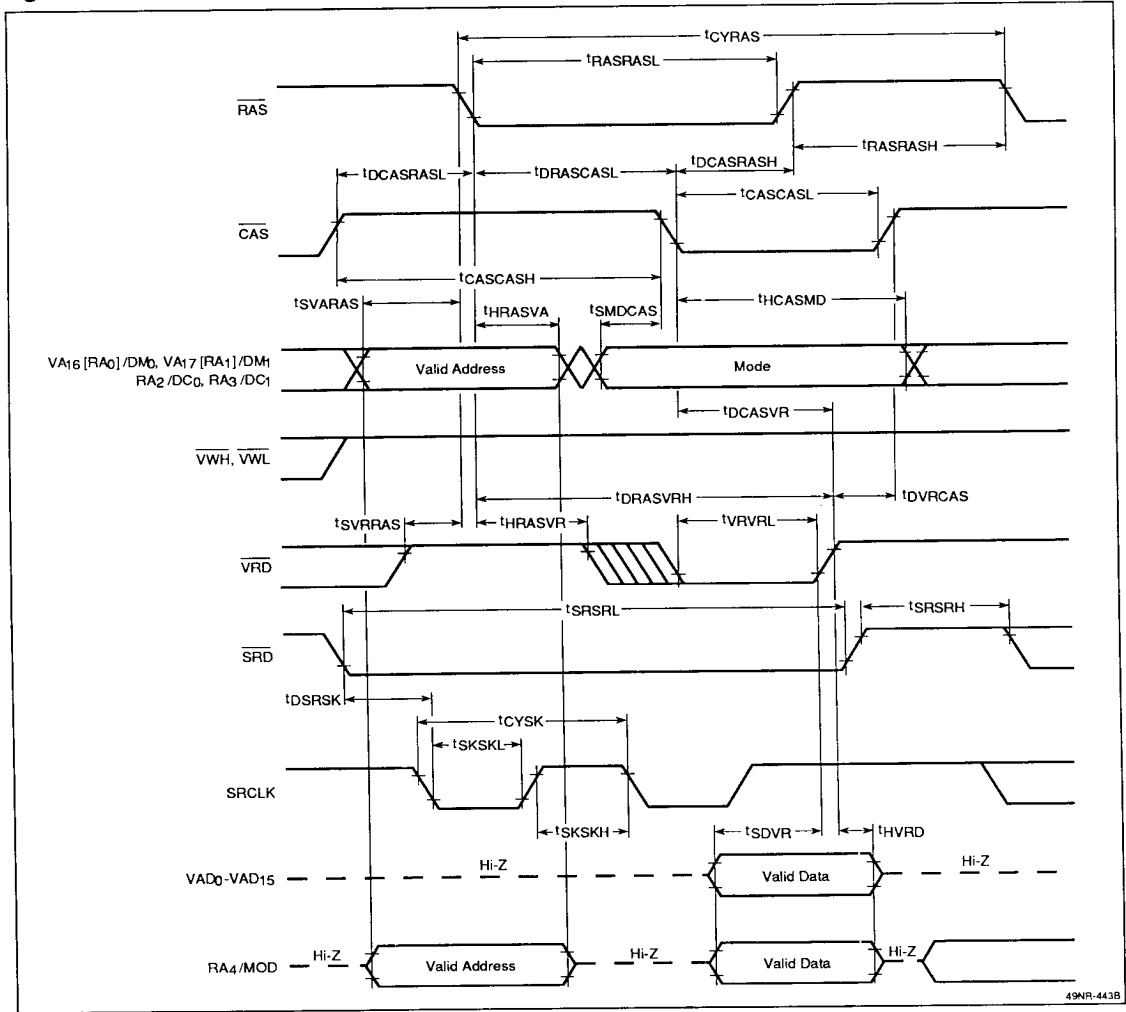 tCYRAS
tRASRASL
RAS
tRASRASH
tDCASRASL
tDRASCASL
tDCASRASH
tCASCASL
CAS
tCASCASH
tSVARAS
tHRASVA
tSMDCAS
tHCASMD
VA16 [RA0] /DM0, VA17 [RA1] /DM1
RA2 /DC0, RA3 /DC1
Valid Address
Mode
tDCASVR
VWH, VWL
tDRASVRH
tDVRCAS
tSVRRAS
tHRASVR
tVRVRL
VRD
tSRSRL
tSRSRH
SRD
tDSRSK
tCYSK
tSKSKL
SRCLK
tSKSKH
tSDVR
tHVRD
VAD0-VAD15
Hi-Z
Valid Data
Hi-Z
RA4 /MOD
Hi-Z
Valid Address
Hi-Z
Valid Data
Hi-Z
49NR-443B